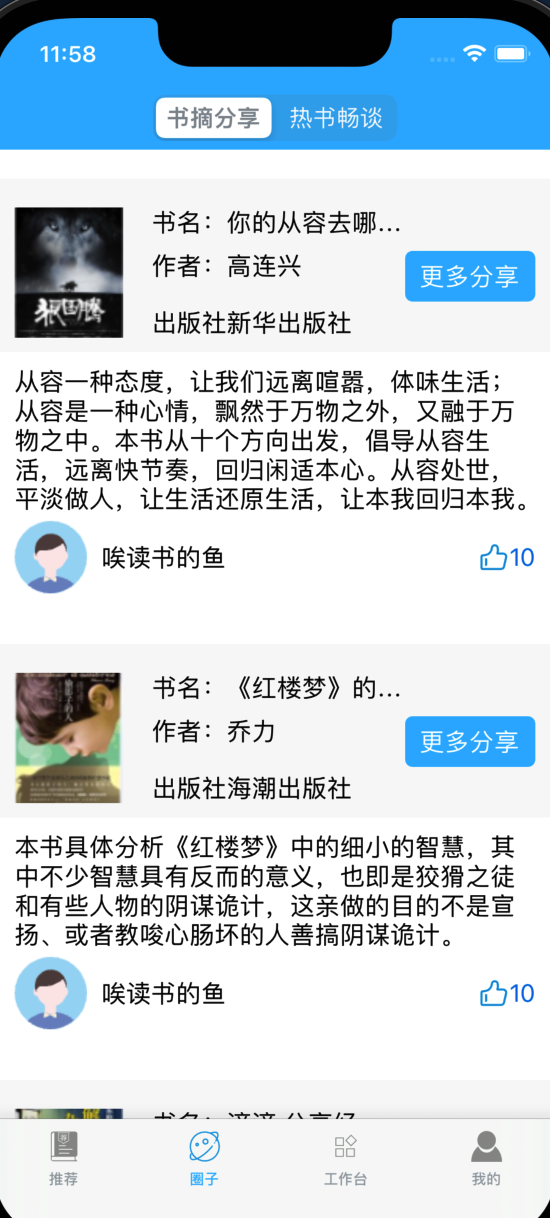 11:58
书摘分享 热书畅谈
书名：你的从容去哪...
作者：高连兴
更多分享
出版社新华出版社
狼图腾
从容一种态度，让我们远离喧嚣，体味生活；
从容是一种心情，飘然于万物之外，又融于万
物之中。本书从十个方向出发，倡导从容生
活，远离快节奏，回归闲适本心。从容处世，
平淡做人，让生活还原生活，让本我回归本我。
唉读书的鱼 10
书名：《红楼梦》的...
作者：乔力
更多分享
出版社海潮出版社
本书具体分析《红楼梦》中的细小的智慧，其
中不少智慧具有反而的意义，也即是狡猾之徒
和有些人物的阴谋诡计，这亲做的目的不是宣
扬、或者教唆心肠坏的人善搞阴谋诡计。
唉读书的鱼 10
推荐 圈子 工作台 我的